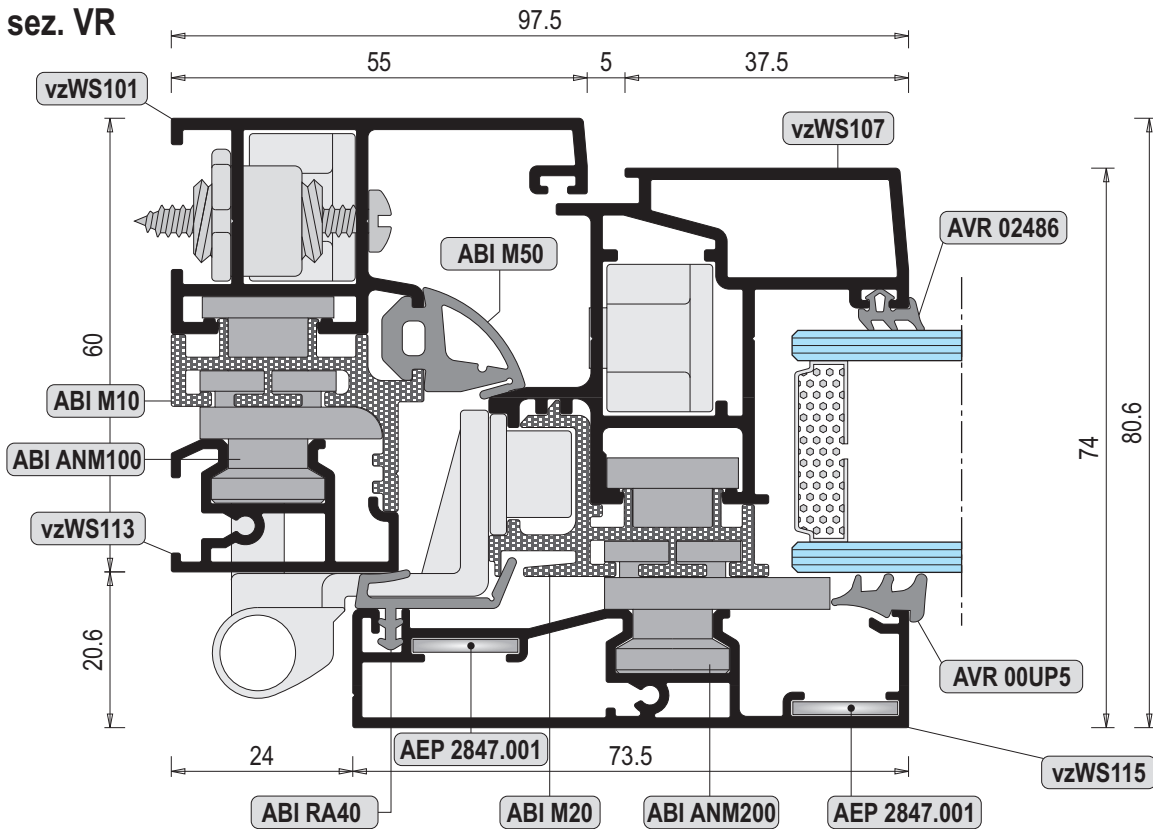 sez. VR
97.5
55
5
37.5
vzWS101
vzWS107
ABI M50
AVR 02486
60
ABI M10
ABI ANM100
vzWS113
74
80.6
20.6
AVR 00UP5
AEP 2847.001
24
73.5
vzWS115
ABI RA40
ABI M20
ABI ANM200
AEP 2847.001